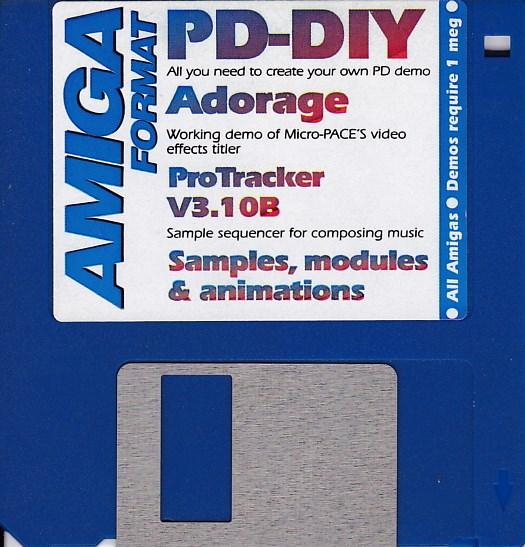 AMIGA
FORMAT
PD-DIY
All you need to create your own PD demo
Adorage
Working demo of Micro-PACE'S video
effects titler
ProTracker
V3.10B
Sample sequencer for composing music
Samples, modules
& animations
● All Amigas ● Demos require 1 meg ●